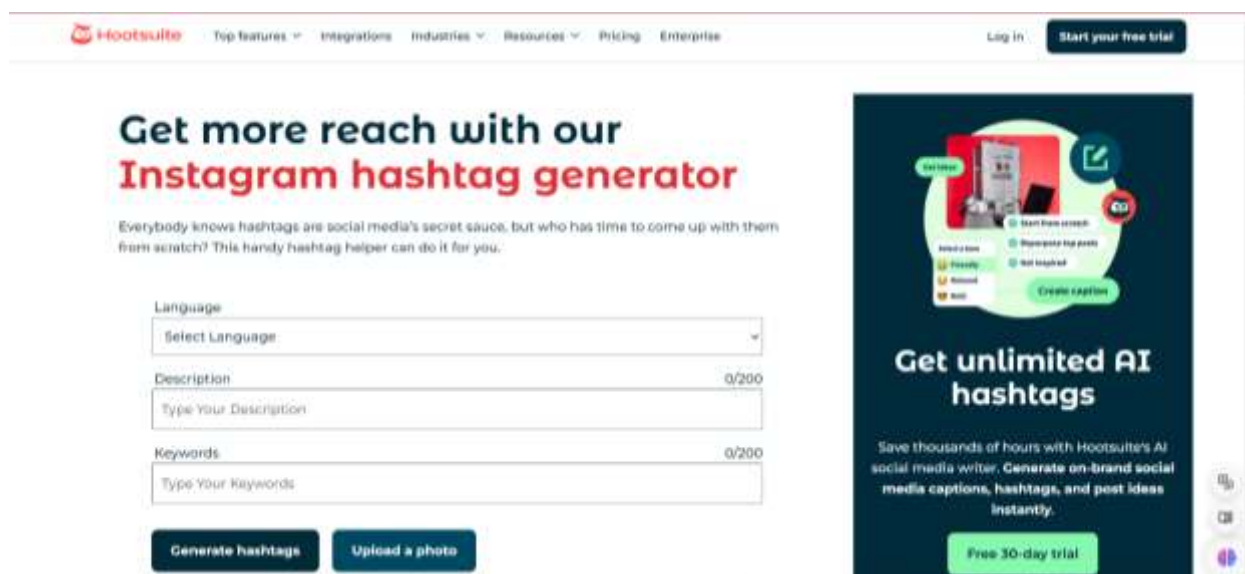 Hootsuite
Top features
Integrations
Industries
Resources
Pricing
Enterprise
Log in
Start your free trial
Get more reach with our
Instagram hashtag generator
Everybody knows hashtags are social media's secret sauce, but who has time to come up with them
from scratch? This handy hashtag helper can do it for you.
Language
Select Language
Description 0/200
Type Your Description
Keywords 0/200
Type Your Keywords
Generate hashtags
Upload a photo
Start from scratch
Repurpose top posts
Get inspired
Select a tone
Friendly
Create caption
Get unlimited AI
hashtags
Save thousands of hours with Hootsuite's AI
social media writer. Generate on-brand social
media captions, hashtags, and post ideas
instantly.
Free 30-day trial